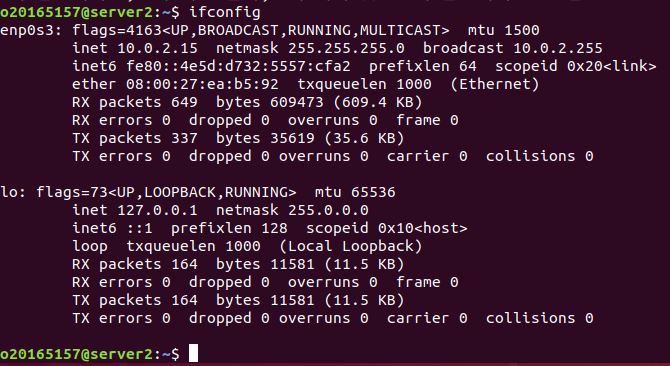 o20165157@server2:~$ ifconfig
enp0s3: flags=4163<UP,BROADCAST,RUNNING,MULTICAST>  mtu 1500
        inet 10.0.2.15  netmask 255.255.255.0  broadcast 10.0.2.255
        inet6 fe80::4e5d:d732:5557:cfa2  prefixlen 64  scopeid 0x20<link>
        ether 08:00:27:ea:b5:92  txqueuelen 1000  (Ethernet)
        RX packets 649  bytes 609473 (609.4 KB)
        RX errors 0  dropped 0  overruns 0  frame 0
        TX packets 337  bytes 35619 (35.6 KB)
        TX errors 0  dropped 0 overruns 0  carrier 0  collisions 0

lo: flags=73<UP,LOOPBACK,RUNNING>  mtu 65536
        inet 127.0.0.1  netmask 255.0.0.0
        inet6 ::1  prefixlen 128  scopeid 0x10<host>
        loop  txqueuelen 1000  (Local Loopback)
        RX packets 164  bytes 11581 (11.5 KB)
        RX errors 0  dropped 0  overruns 0  frame 0
        TX packets 164  bytes 11581 (11.5 KB)
        TX errors 0  dropped 0 overruns 0  carrier 0  collisions 0

o20165157@server2:~$